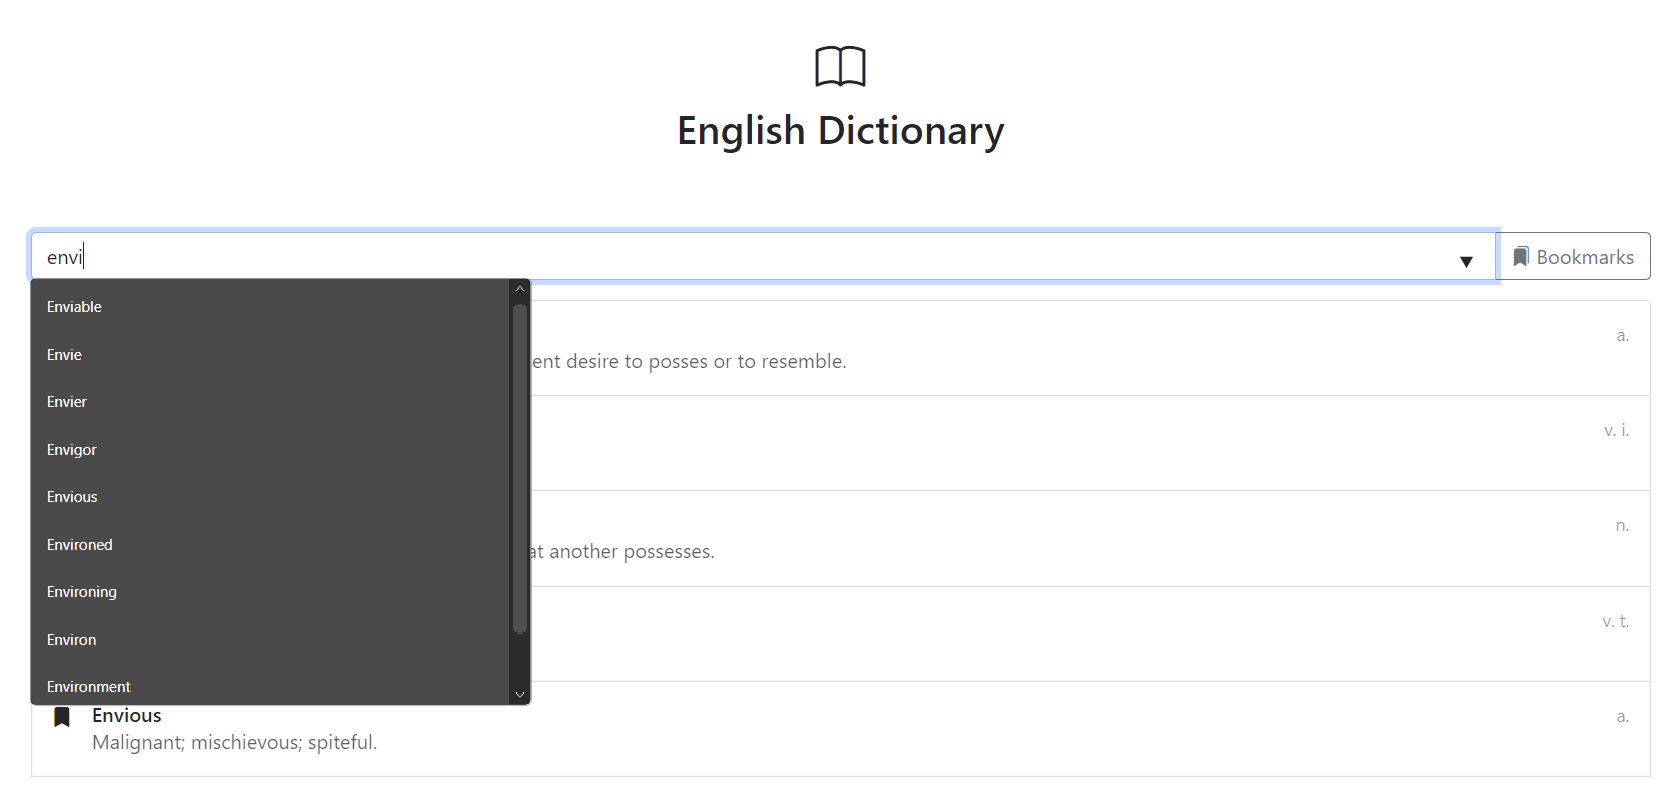 English Dictionary
envi
Bookmarks
Enviable
Envie
Envier
Envigor
Envious
Environed
Environing
Environ
Environment
a.
ent desire to posses or to resemble.
v. i.
n.
at another possesses.
v. t.
Envious
a.
Malignant; mischievous; spiteful.